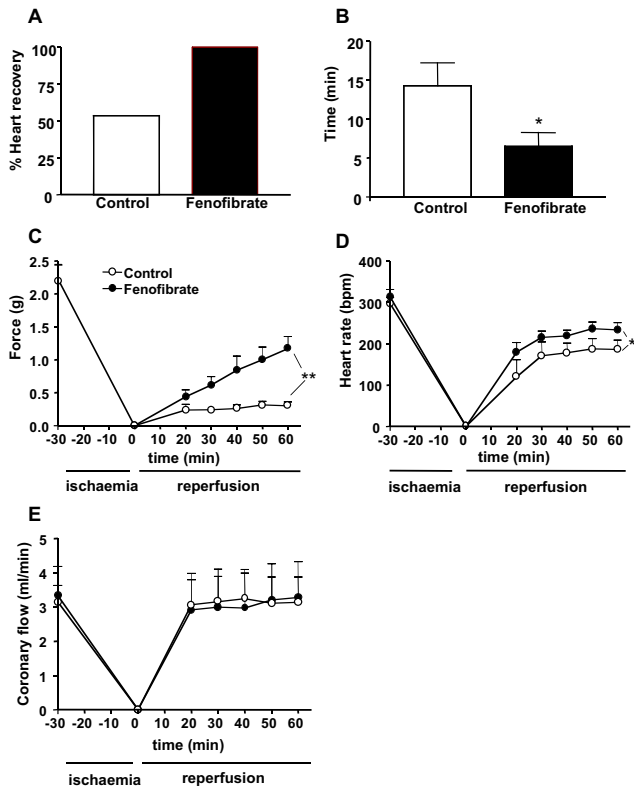 A
% Heart recovery
100
75
50
25
0
Control Fenofibrate
B
Time (min)
20
15
10
5
0
*
Control Fenofibrate
C
Force (g)
2.5
2.0
1.5
1.0
0.5
0.0
Control
Fenofibrate
**
-30 -20 -10 0 10 20 30 40 50 60
time (min)
ischaemia reperfusion
D
Heart rate (bpm)
400
300
200
100
0
*
-30 -20 -10 0 10 20 30 40 50 60
time (min)
ischaemia reperfusion
E
Coronary flow (ml/min)
5
4
3
2
1
0
-30 -20 -10 0 10 20 30 40 50 60
time (min)
ischaemia reperfusion